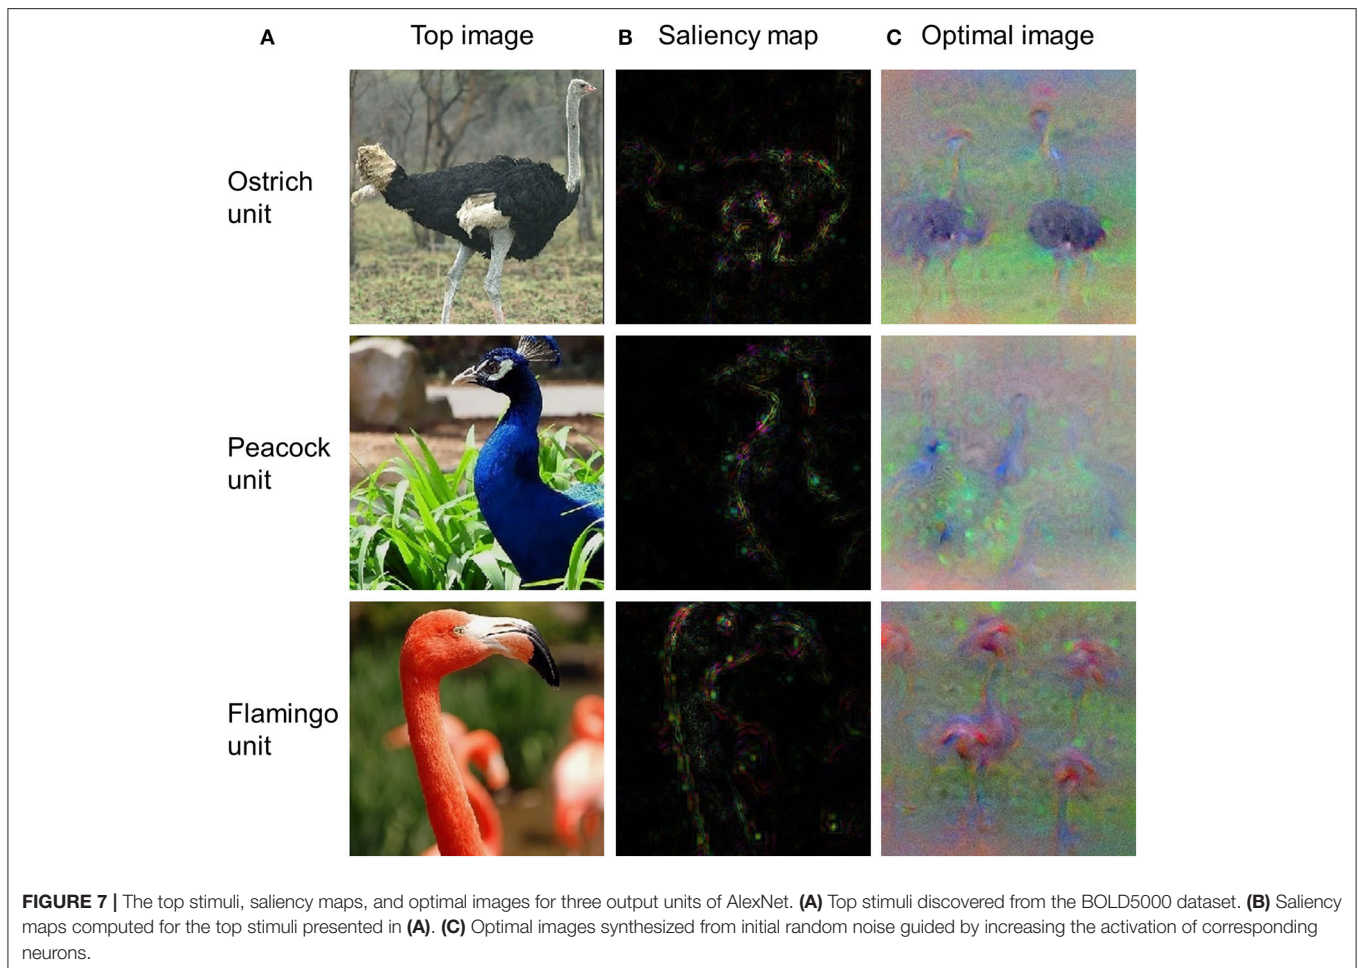 A Top image B Saliency map C Optimal image
Ostrich
unit
Peacock
unit
Flamingo
unit
FIGURE 7 | The top stimuli, saliency maps, and optimal images for three output units of AlexNet. (A) Top stimuli discovered from the BOLD5000 dataset. (B) Saliency
maps computed for the top stimuli presented in (A). (C) Optimal images synthesized from initial random noise guided by increasing the activation of corresponding
neurons.